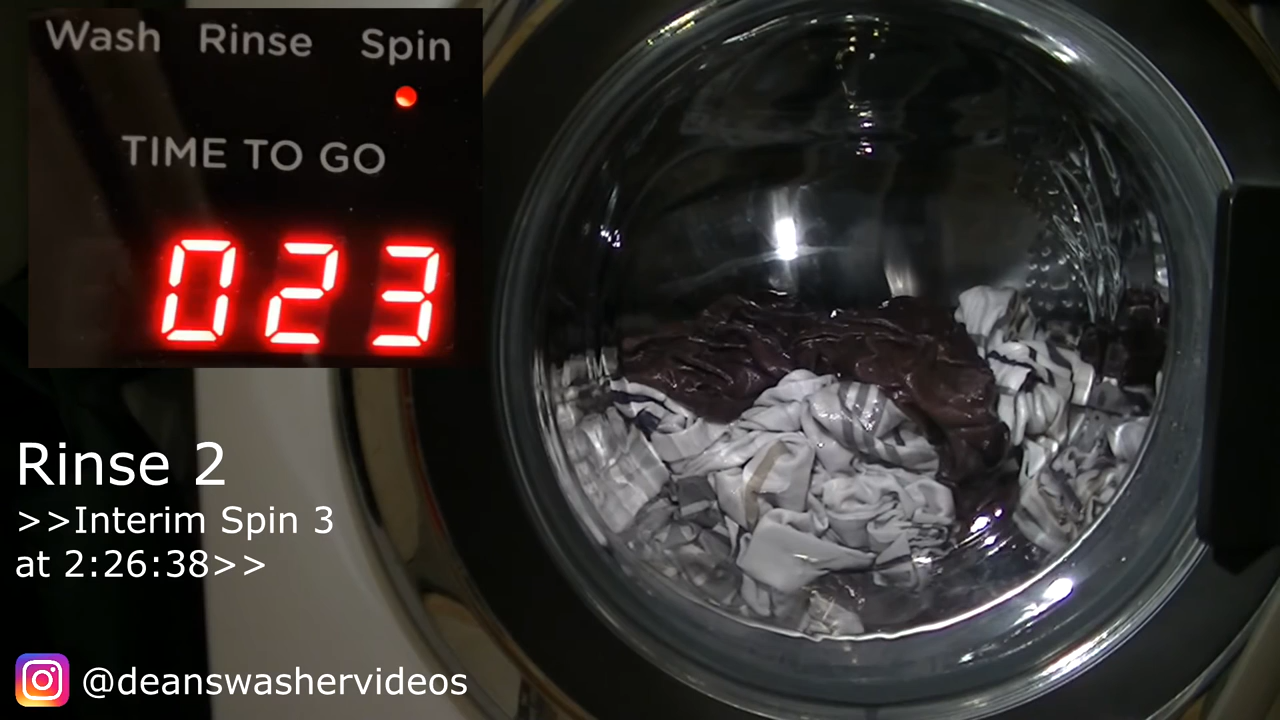 Wash Rinse Spin
TIME TO GO
023
Rinse 2
>>Interim Spin 3
at 2:26:38>>
@deanswashervideos